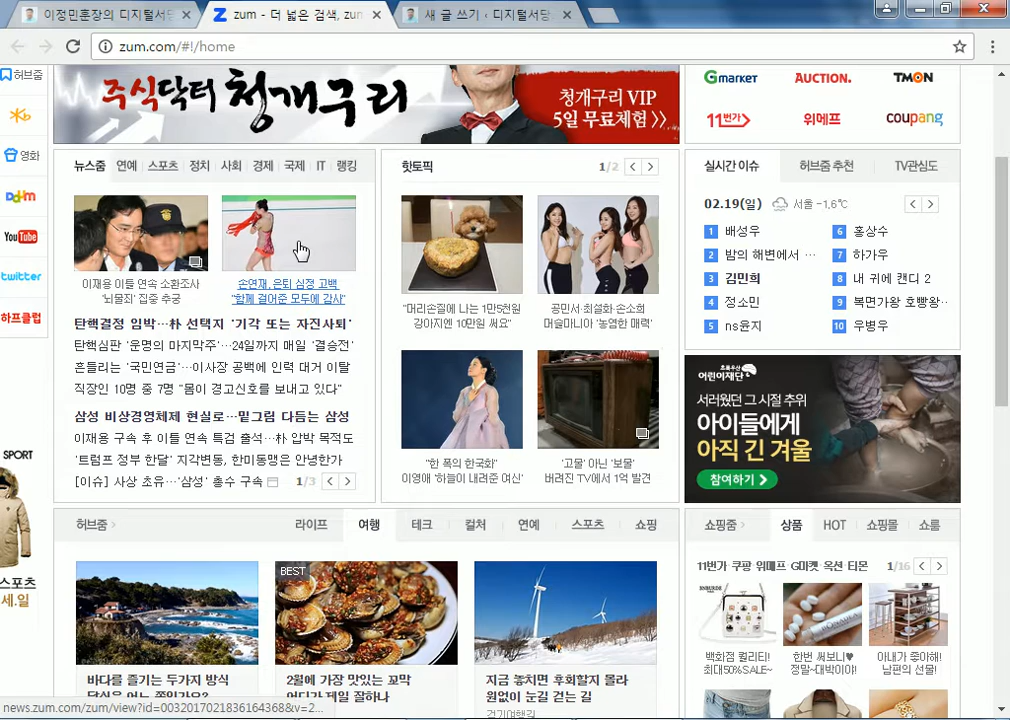 이정민훈장의 디지털서당
zum - 더 넓은 검색, zum
새 글 쓰기 ‹ 디지털서당
zum.com/#!/home
허브줌
영화
Daum
YouTube
twitter
하프클럽
SPORT
스포츠
세.일
주식닥터 청개구리
청개구리 VIP
5일 무료체험 >>
Gmarket AUCTION. TMON
11번가 위메프 coupang
뉴스줌 연예 스포츠 정치 사회 경제 국제 IT 랭킹
이재용 이틀 연속 소환조사
'뇌물죄' 집중 추궁
손연재, 은퇴 심정 고백
"함께 걸어준 모두에 감사"
탄핵결정 임박…朴 선택지 '기각 또는 자진사퇴'
탄핵심판 '운명의 마지막주'…24일까지 매일 '결승전'
흔들리는 '국민연금'…이사장 공백에 인력 대거 이탈
직장인 10명 중 7명 "몸이 경고신호를 보내고 있다"
삼성 비상경영체제 현실로…밑그림 다듬는 삼성
이재용 구속 후 이틀 연속 특검 출석…朴 압박 목적도
'트럼프 정부 한달' 지각변동, 한미동맹은 안녕한가
[이슈] 사상 초유…'삼성' 총수 구속
1/3
핫토픽 1/2
"머리손질에 나는 1만5천원
강아지엔 10만원 써요"
공민서·최설화·손소희
머슬마니아 '농염한 매력'
"한 폭의 한국화"
이영애 '하늘이 내려준 여신'
'고물' 아닌 '보물'
버려진 TV에서 1억 발견
실시간 이슈 허브줌 추천 TV관심도
02.19(일) 서울 -1,6℃
1 배성우
2 밤의 해변에서 …
3 김민희
4 정소민
5 ns윤지
6 홍상수
7 하가우
8 내 귀에 캔디 2
9 복면가왕 호빵왕…
10 우병우
초록우산
어린이재단
서러웠던 그 시절 추위
아이들에게
아직 긴 겨울
참여하기
허브줌 라이프 여행 테크 컬처 연예 스포츠 쇼핑
BEST
바다를 즐기는 두가지 방식
당신은 어느 쪽인가요?
2월에 가장 맛있는 꼬막
어디가 제일 잘하나
지금 놓치면 후회할지 몰라
원없이 눈길 걷는 길
걷기여행길
쇼핑줌 상품 HOT 쇼핑몰 쇼룸
11번가 쿠팡 위메프 G마켓 옥션 티몬 1/16
백화점 퀄리티!
최대50%SALE~
한번 써보니♥
정말~대박이야!
아내가 좋아해!
남편의 선물!
news.zum.com/zum/view?id=0032017021836164368&v=2...